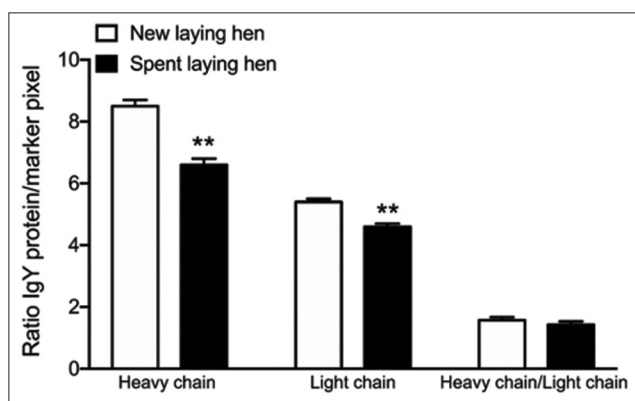 New laying hen
Spent laying hen
Ratio IgY protein/marker pixel
10
8
6
4
2
0
**
**
Heavy chain
Light chain
Heavy chain/Light chain